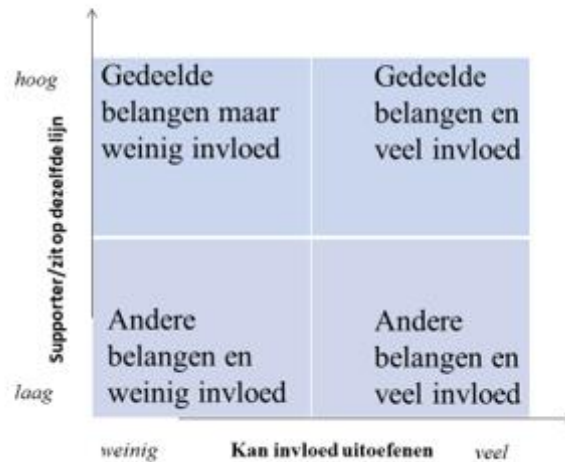 hoog
Gedeelde
belangen maar
weinig invloed
Gedeelde
belangen en
veel invloed
Supporter/zit op dezelfde lijn
Andere
belangen en
weinig invloed
Andere
belangen en
veel invloed
laag
weinig
Kan invloed uitoefenen
veel